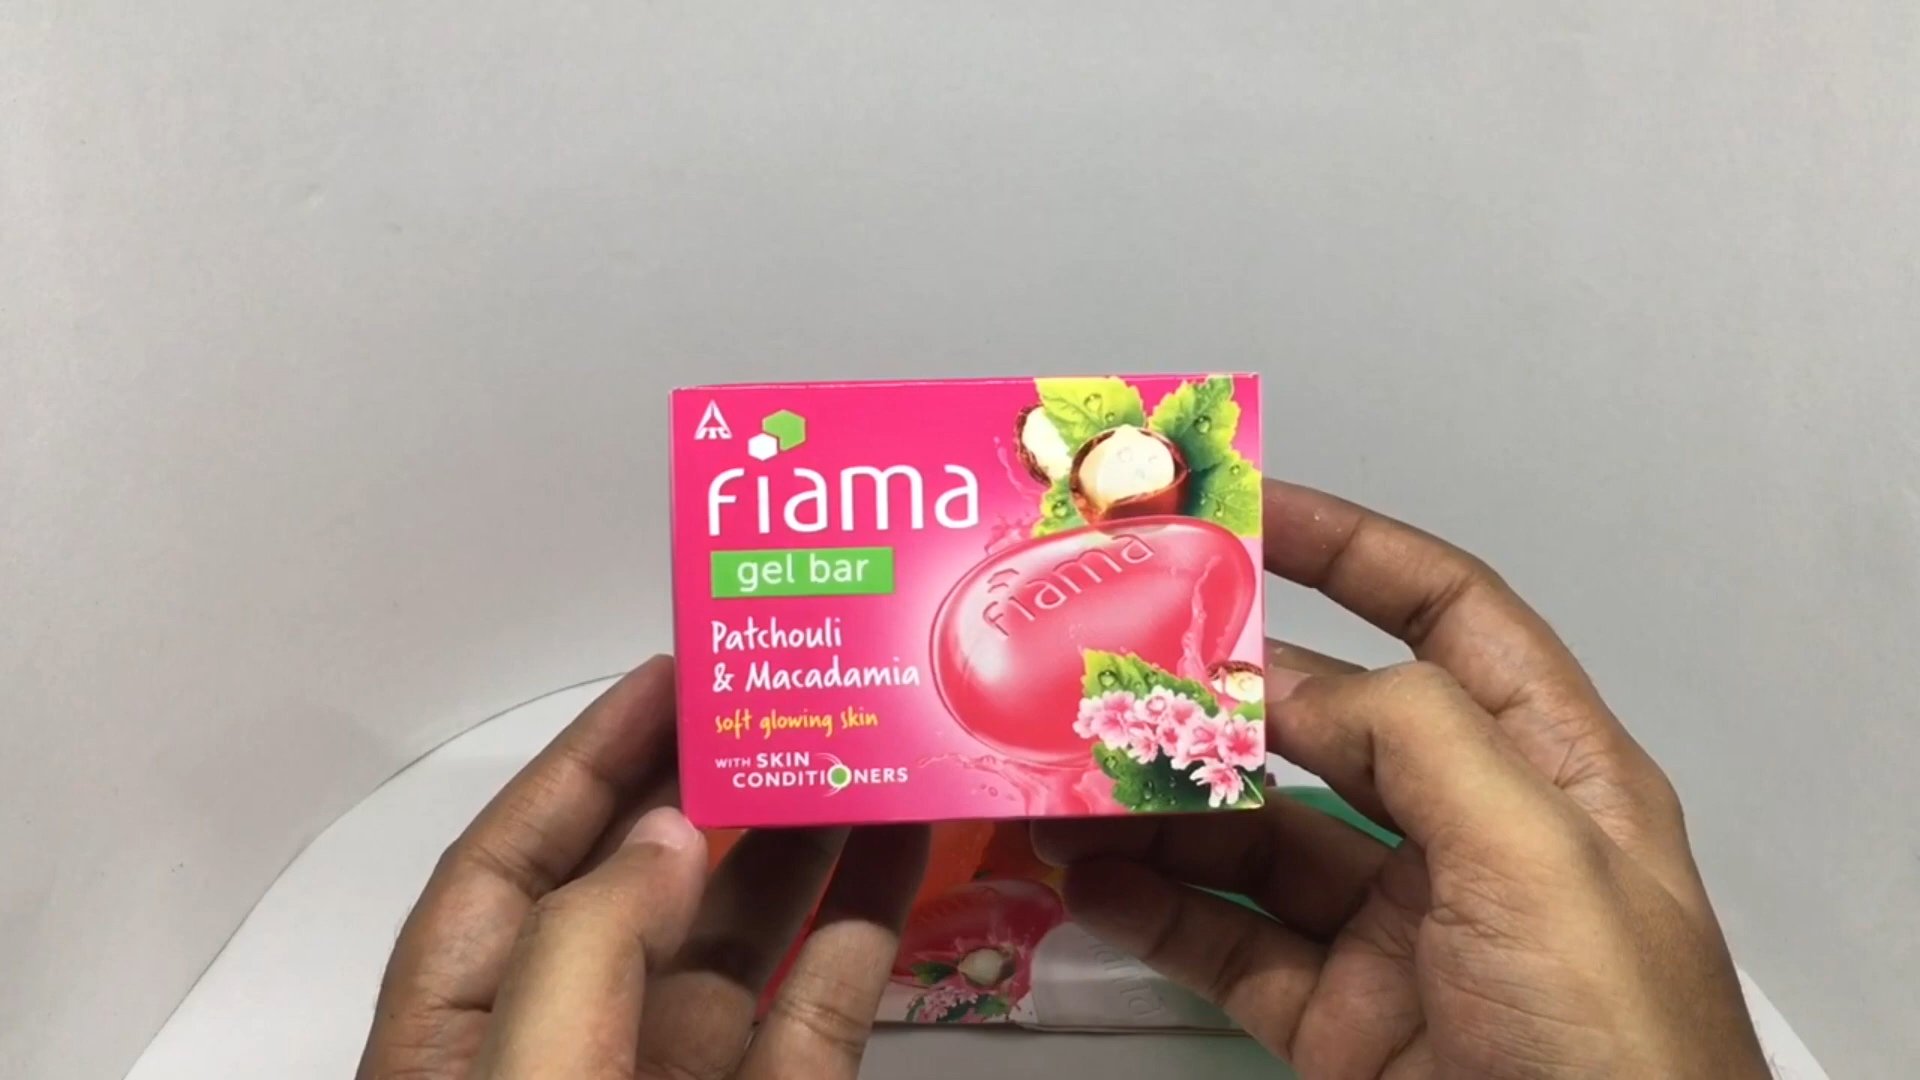 ITC
fiama
gel bar
Patchouli
& Macadamia
soft glowing skin
WITH SKIN
CONDITIONERS
fiama